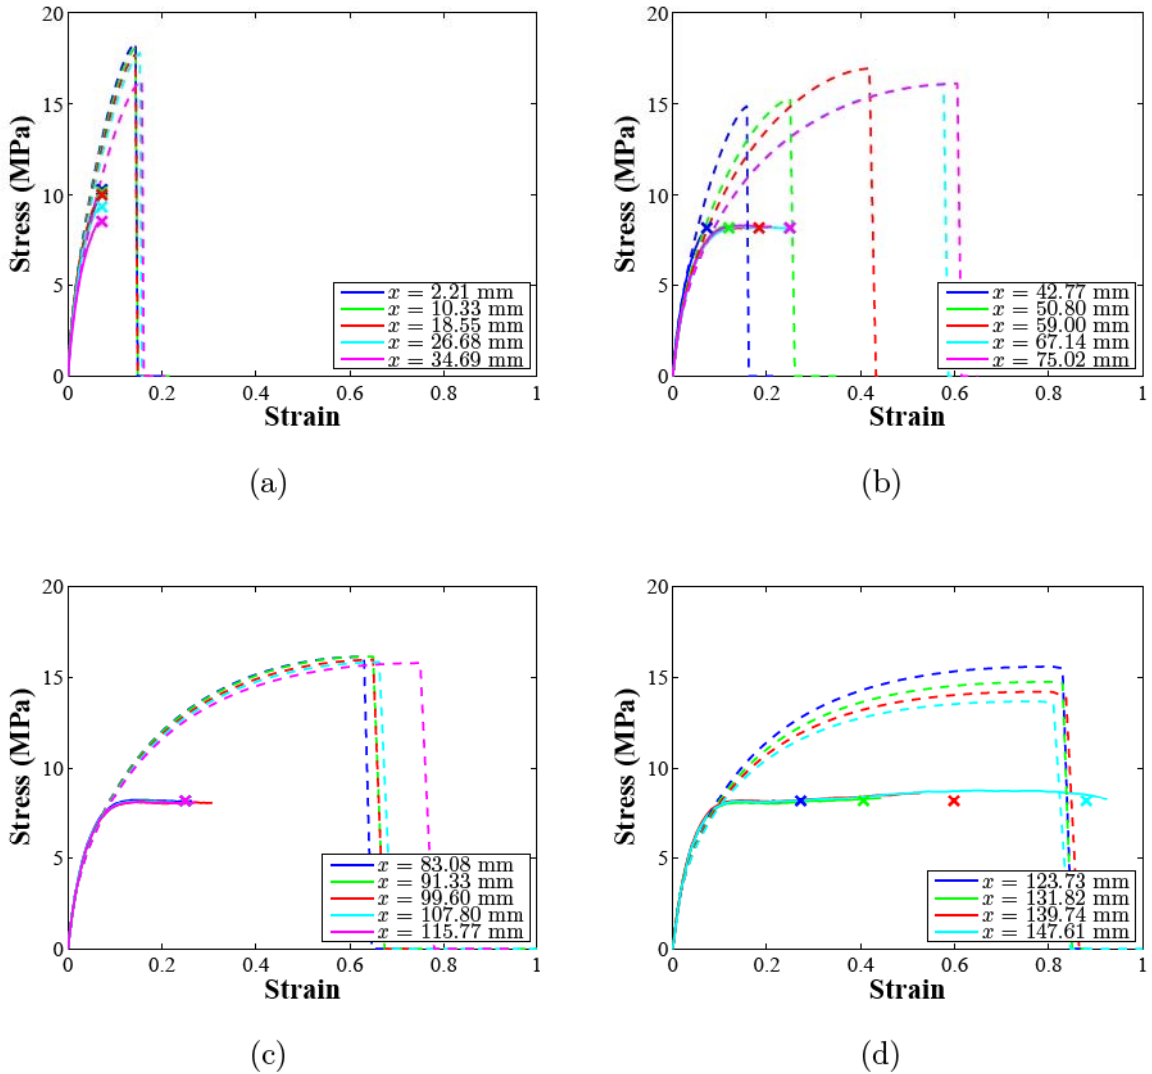 20
15
10
5
0
Stress (MPa)
x = 2.21 mm
x = 10.33 mm
x = 18.55 mm
x = 26.68 mm
x = 34.69 mm
0 0.2 0.4 0.6 0.8 1
Strain
(a)
20
15
10
5
0
Stress (MPa)
x = 42.77 mm
x = 50.80 mm
x = 59.00 mm
x = 67.14 mm
x = 75.02 mm
0 0.2 0.4 0.6 0.8 1
Strain
(b)
20
15
10
5
0
Stress (MPa)
x = 83.08 mm
x = 91.33 mm
x = 99.60 mm
x = 107.80 mm
x = 115.77 mm
0 0.2 0.4 0.6 0.8 1
Strain
(c)
20
15
10
5
0
Stress (MPa)
x = 123.73 mm
x = 131.82 mm
x = 139.74 mm
x = 147.61 mm
0 0.2 0.4 0.6 0.8 1
Strain
(d)